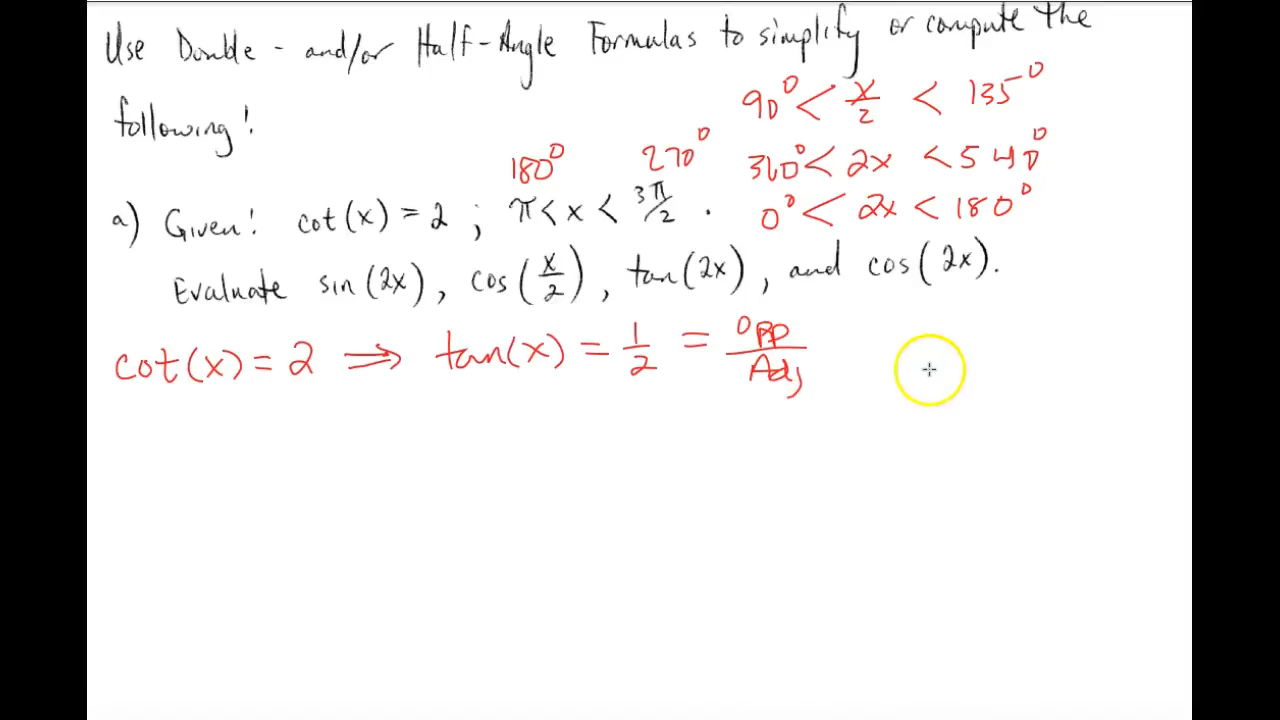 Use Double- and/or Half-Angle Formulas to simplify or compute the
following:
90° < x/2 < 135°
180° 270° 360° < 2x < 540°
a) Given: cot(x) = 2 ; π < x < 3π/2 . 0° < 2x < 180°
Evaluate sin(2x), cos(x/2), tan(2x), and cos(2x).
cot(x) = 2 ⇒ tan(x) = 1/2 = Opp/Adj